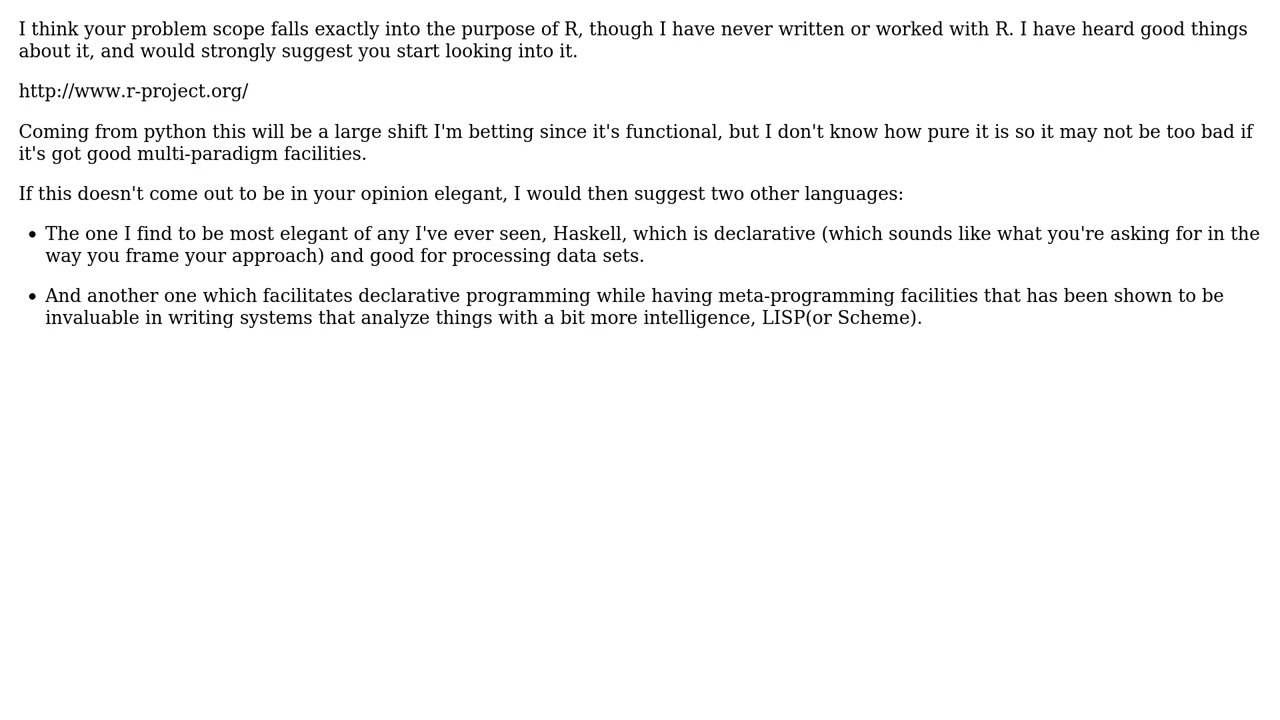 I think your problem scope falls exactly into the purpose of R, though I have never written or worked with R. I have heard good things
about it, and would strongly suggest you start looking into it.
http://www.r-project.org/
Coming from python this will be a large shift I'm betting since it's functional, but I don't know how pure it is so it may not be too bad if
it's got good multi-paradigm facilities.
If this doesn't come out to be in your opinion elegant, I would then suggest two other languages:
• The one I find to be most elegant of any I've ever seen, Haskell, which is declarative (which sounds like what you're asking for in the
way you frame your approach) and good for processing data sets.
• And another one which facilitates declarative programming while having meta-programming facilities that has been shown to be
invaluable in writing systems that analyze things with a bit more intelligence, LISP(or Scheme).